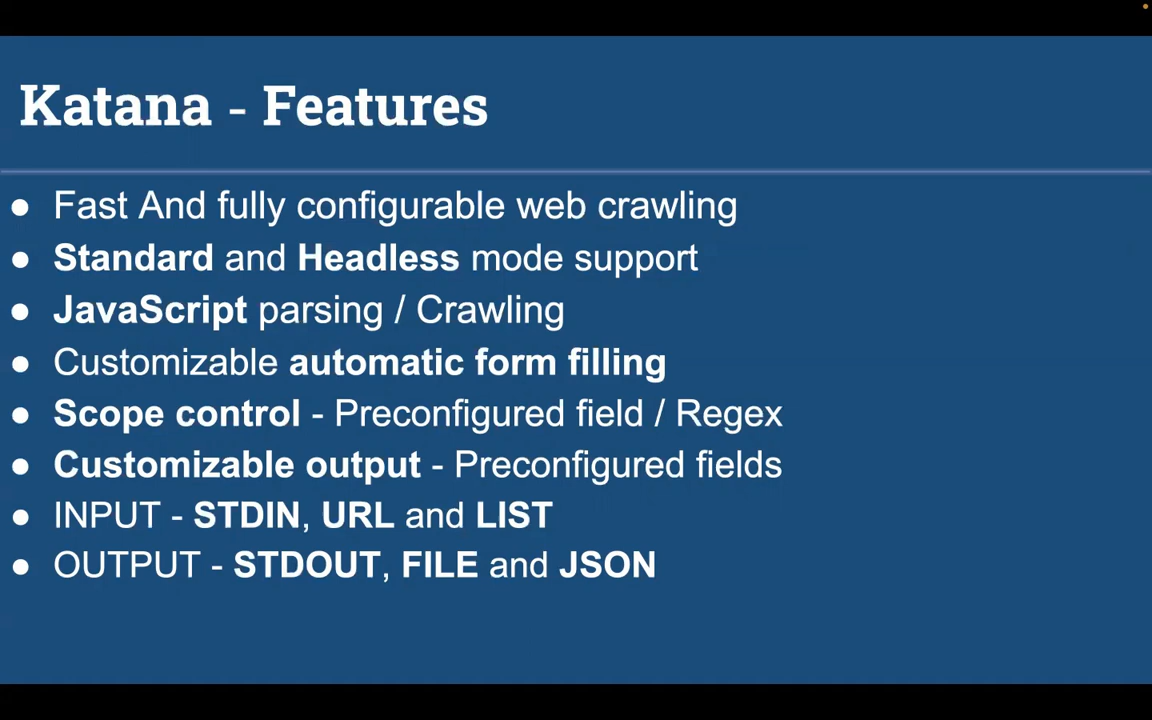 Katana - Features
● Fast And fully configurable web crawling
● Standard and Headless mode support
● JavaScript parsing / Crawling
● Customizable automatic form filling
● Scope control - Preconfigured field / Regex
● Customizable output - Preconfigured fields
● INPUT - STDIN, URL and LIST
● OUTPUT - STDOUT, FILE and JSON